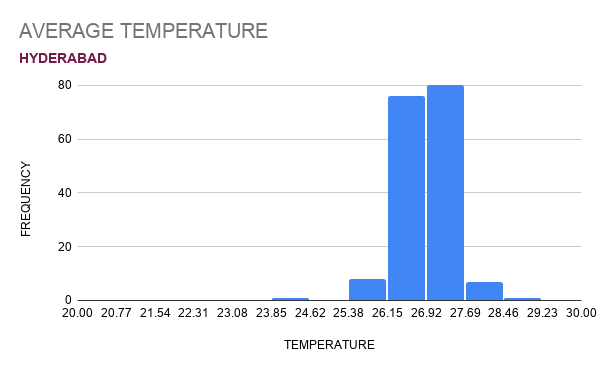 AVERAGE TEMPERATURE
HYDERABAD
80
60
40
20
0
FREQUENCY
20.00 20.77 21.54 22.31 23.08 23.85 24.62 25.38 26.15 26.92 27.69 28.46 29.23 30.00
TEMPERATURE